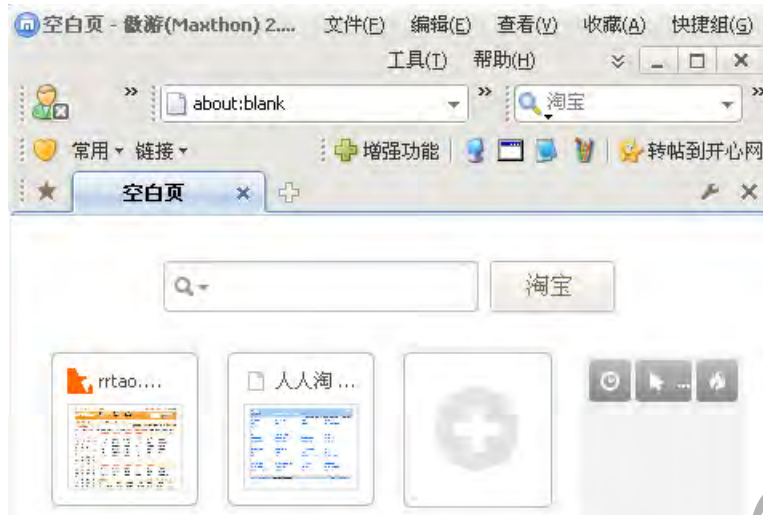 空白页 - 傲游(Maxthon) 2.... 文件(F) 编辑(E) 查看(V) 收藏(A) 快捷组(G)
工具(T) 帮助(H)
about:blank 淘宝
常用 链接 增强功能 转帖到开心网
空白页
淘宝
rrtao.... 人人淘 ...